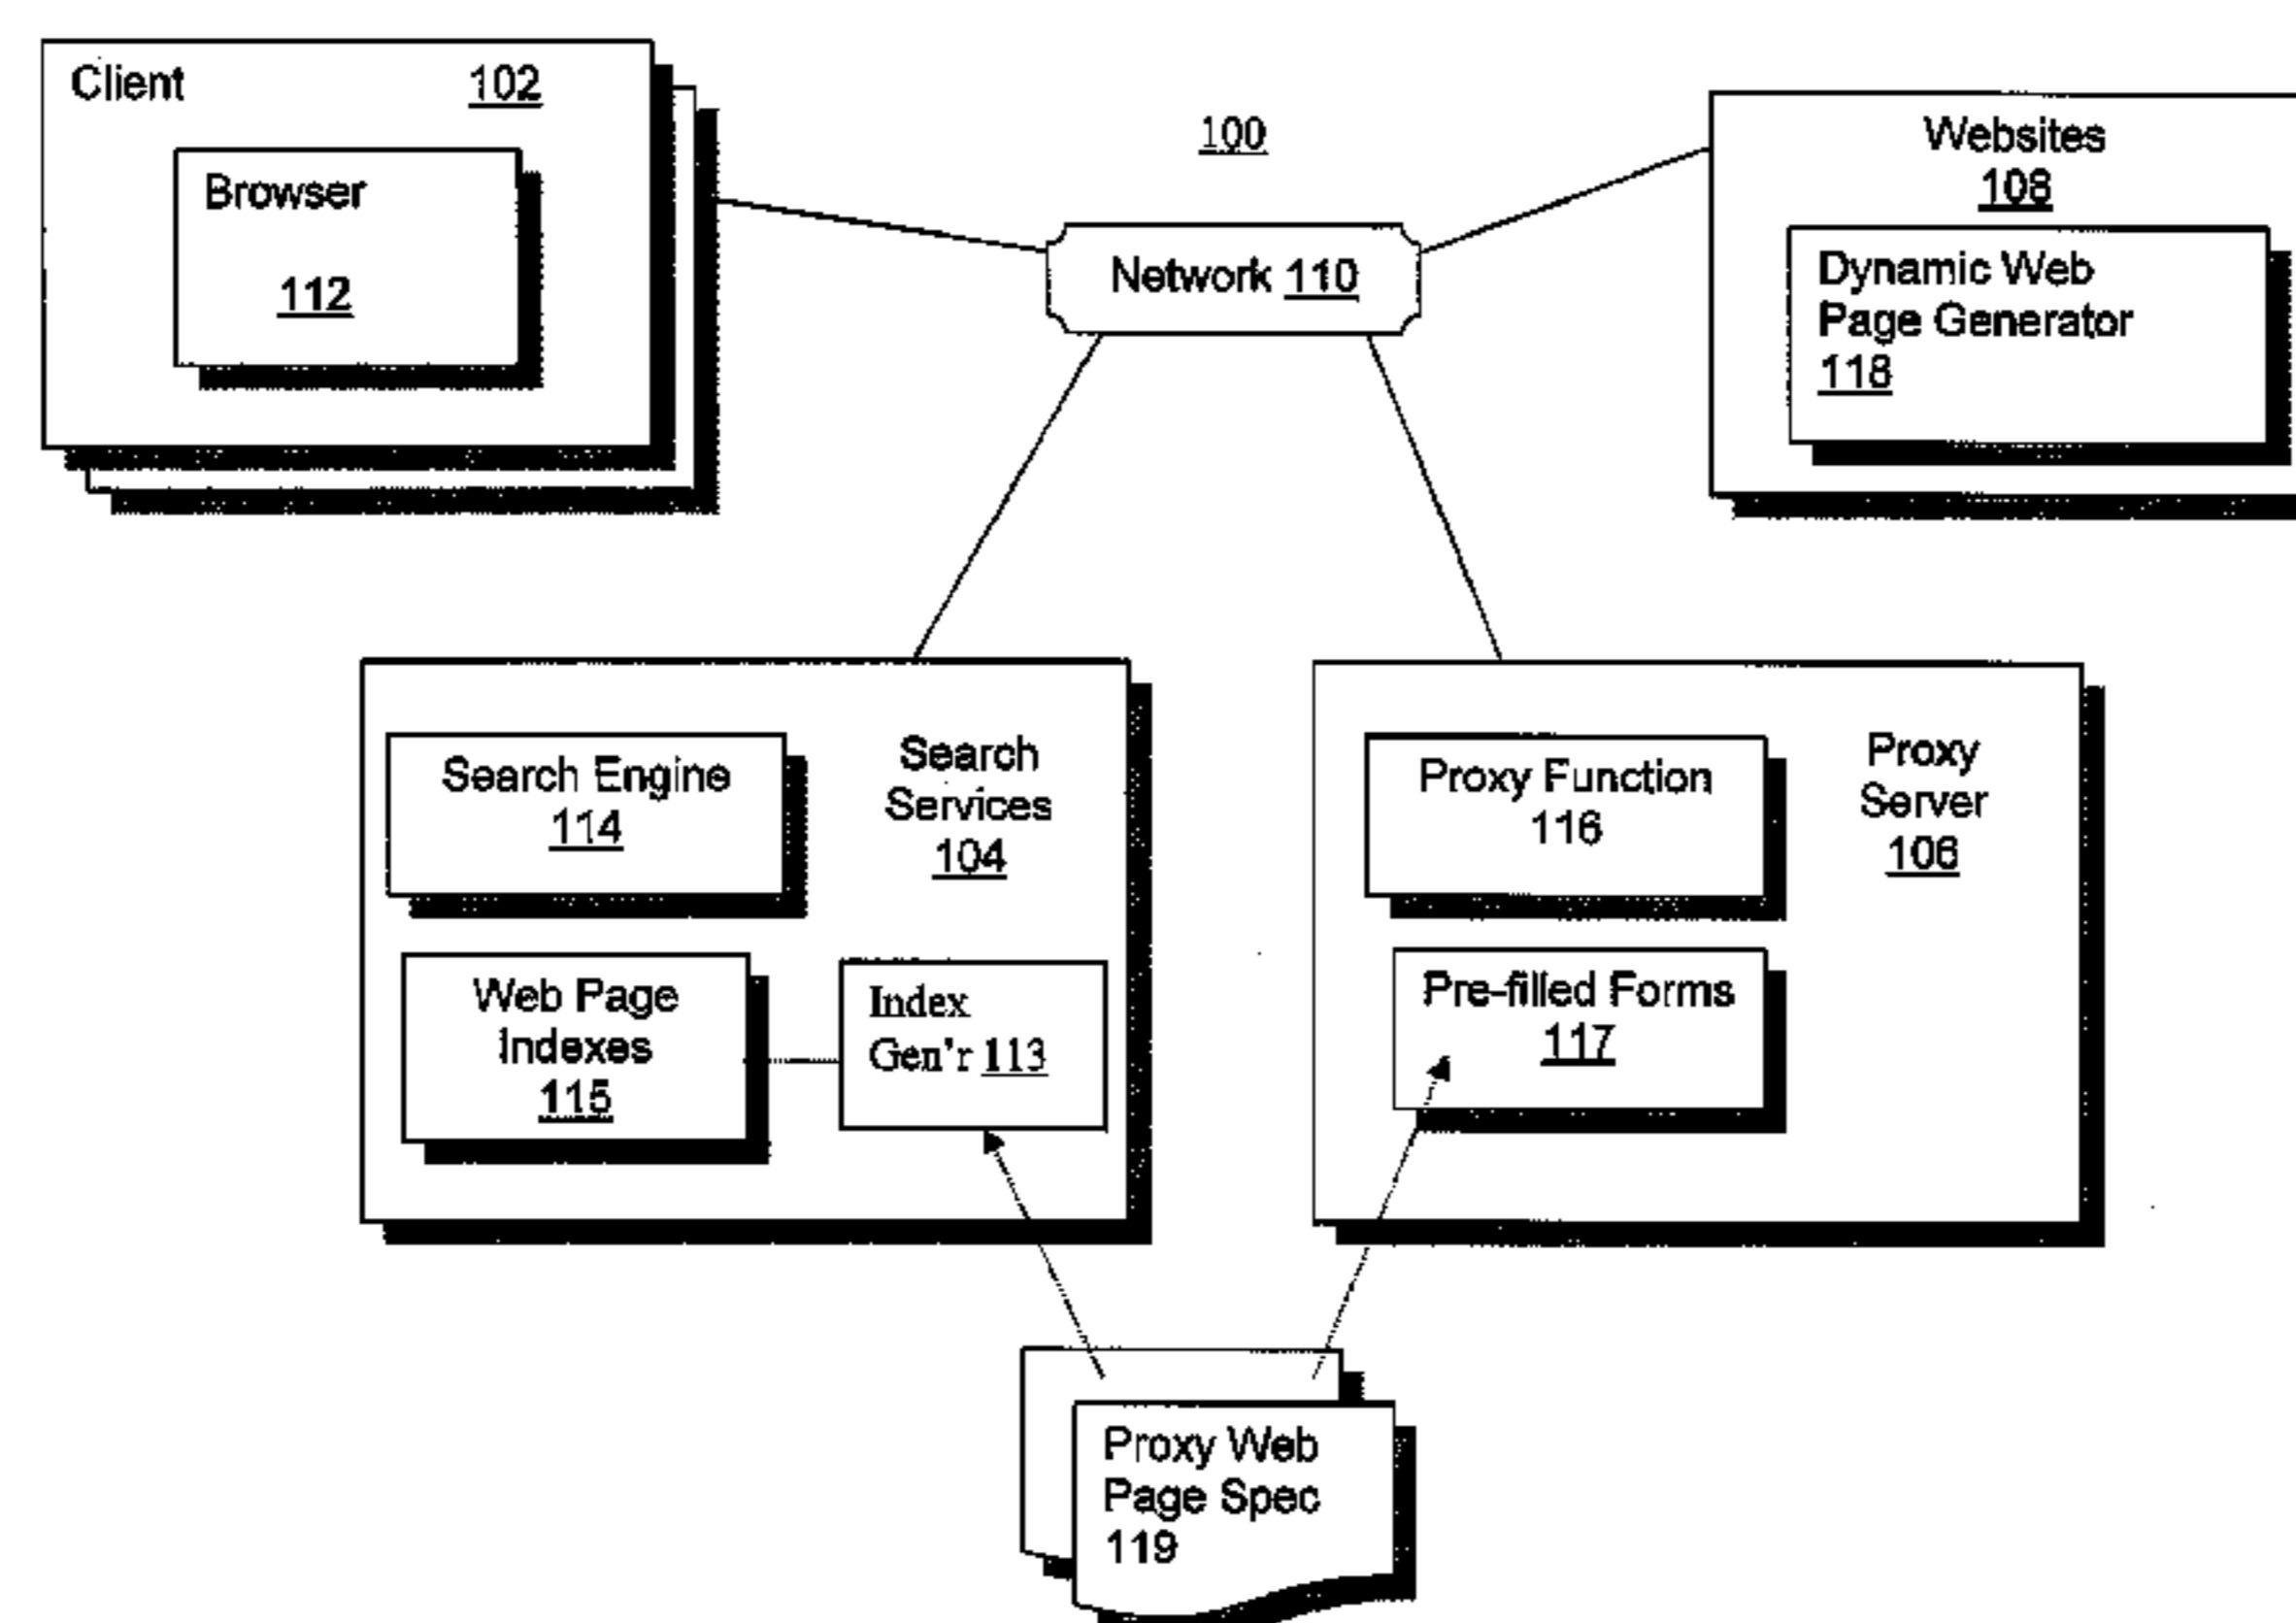 Client 102
Browser
112
100
Network 110
Websites
108
Dynamic Web
Page Generator
118
Search Engine
114
Search
Services
104
Web Page
Indexes
115
Index
Gen'r 113
Proxy Function
116
Proxy
Server
106
Pre-filled Forms
117
Proxy Web
Page Spec
119